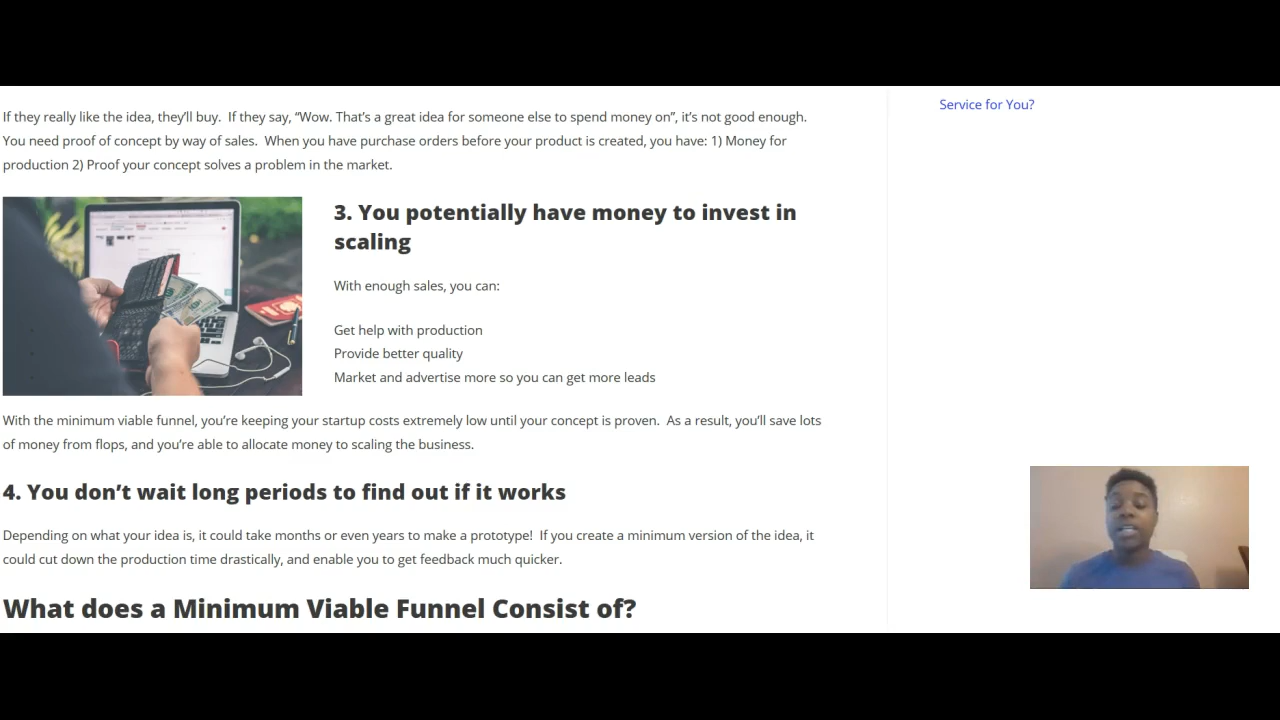 Service for You?
If they really like the idea, they’ll buy.  If they say, “Wow. That’s a great idea for someone else to spend money on”, it’s not good enough.
You need proof of concept by way of sales.  When you have purchase orders before your product is created, you have: 1) Money for
production 2) Proof your concept solves a problem in the market.
3. You potentially have money to invest in
scaling
With enough sales, you can:
Get help with production
Provide better quality
Market and advertise more so you can get more leads
With the minimum viable funnel, you’re keeping your startup costs extremely low until your concept is proven.  As a result, you’ll save lots
of money from flops, and you’re able to allocate money to scaling the business.
4. You don’t wait long periods to find out if it works
Depending on what your idea is, it could take months or even years to make a prototype!  If you create a minimum version of the idea, it
could cut down the production time drastically, and enable you to get feedback much quicker.
What does a Minimum Viable Funnel Consist of?